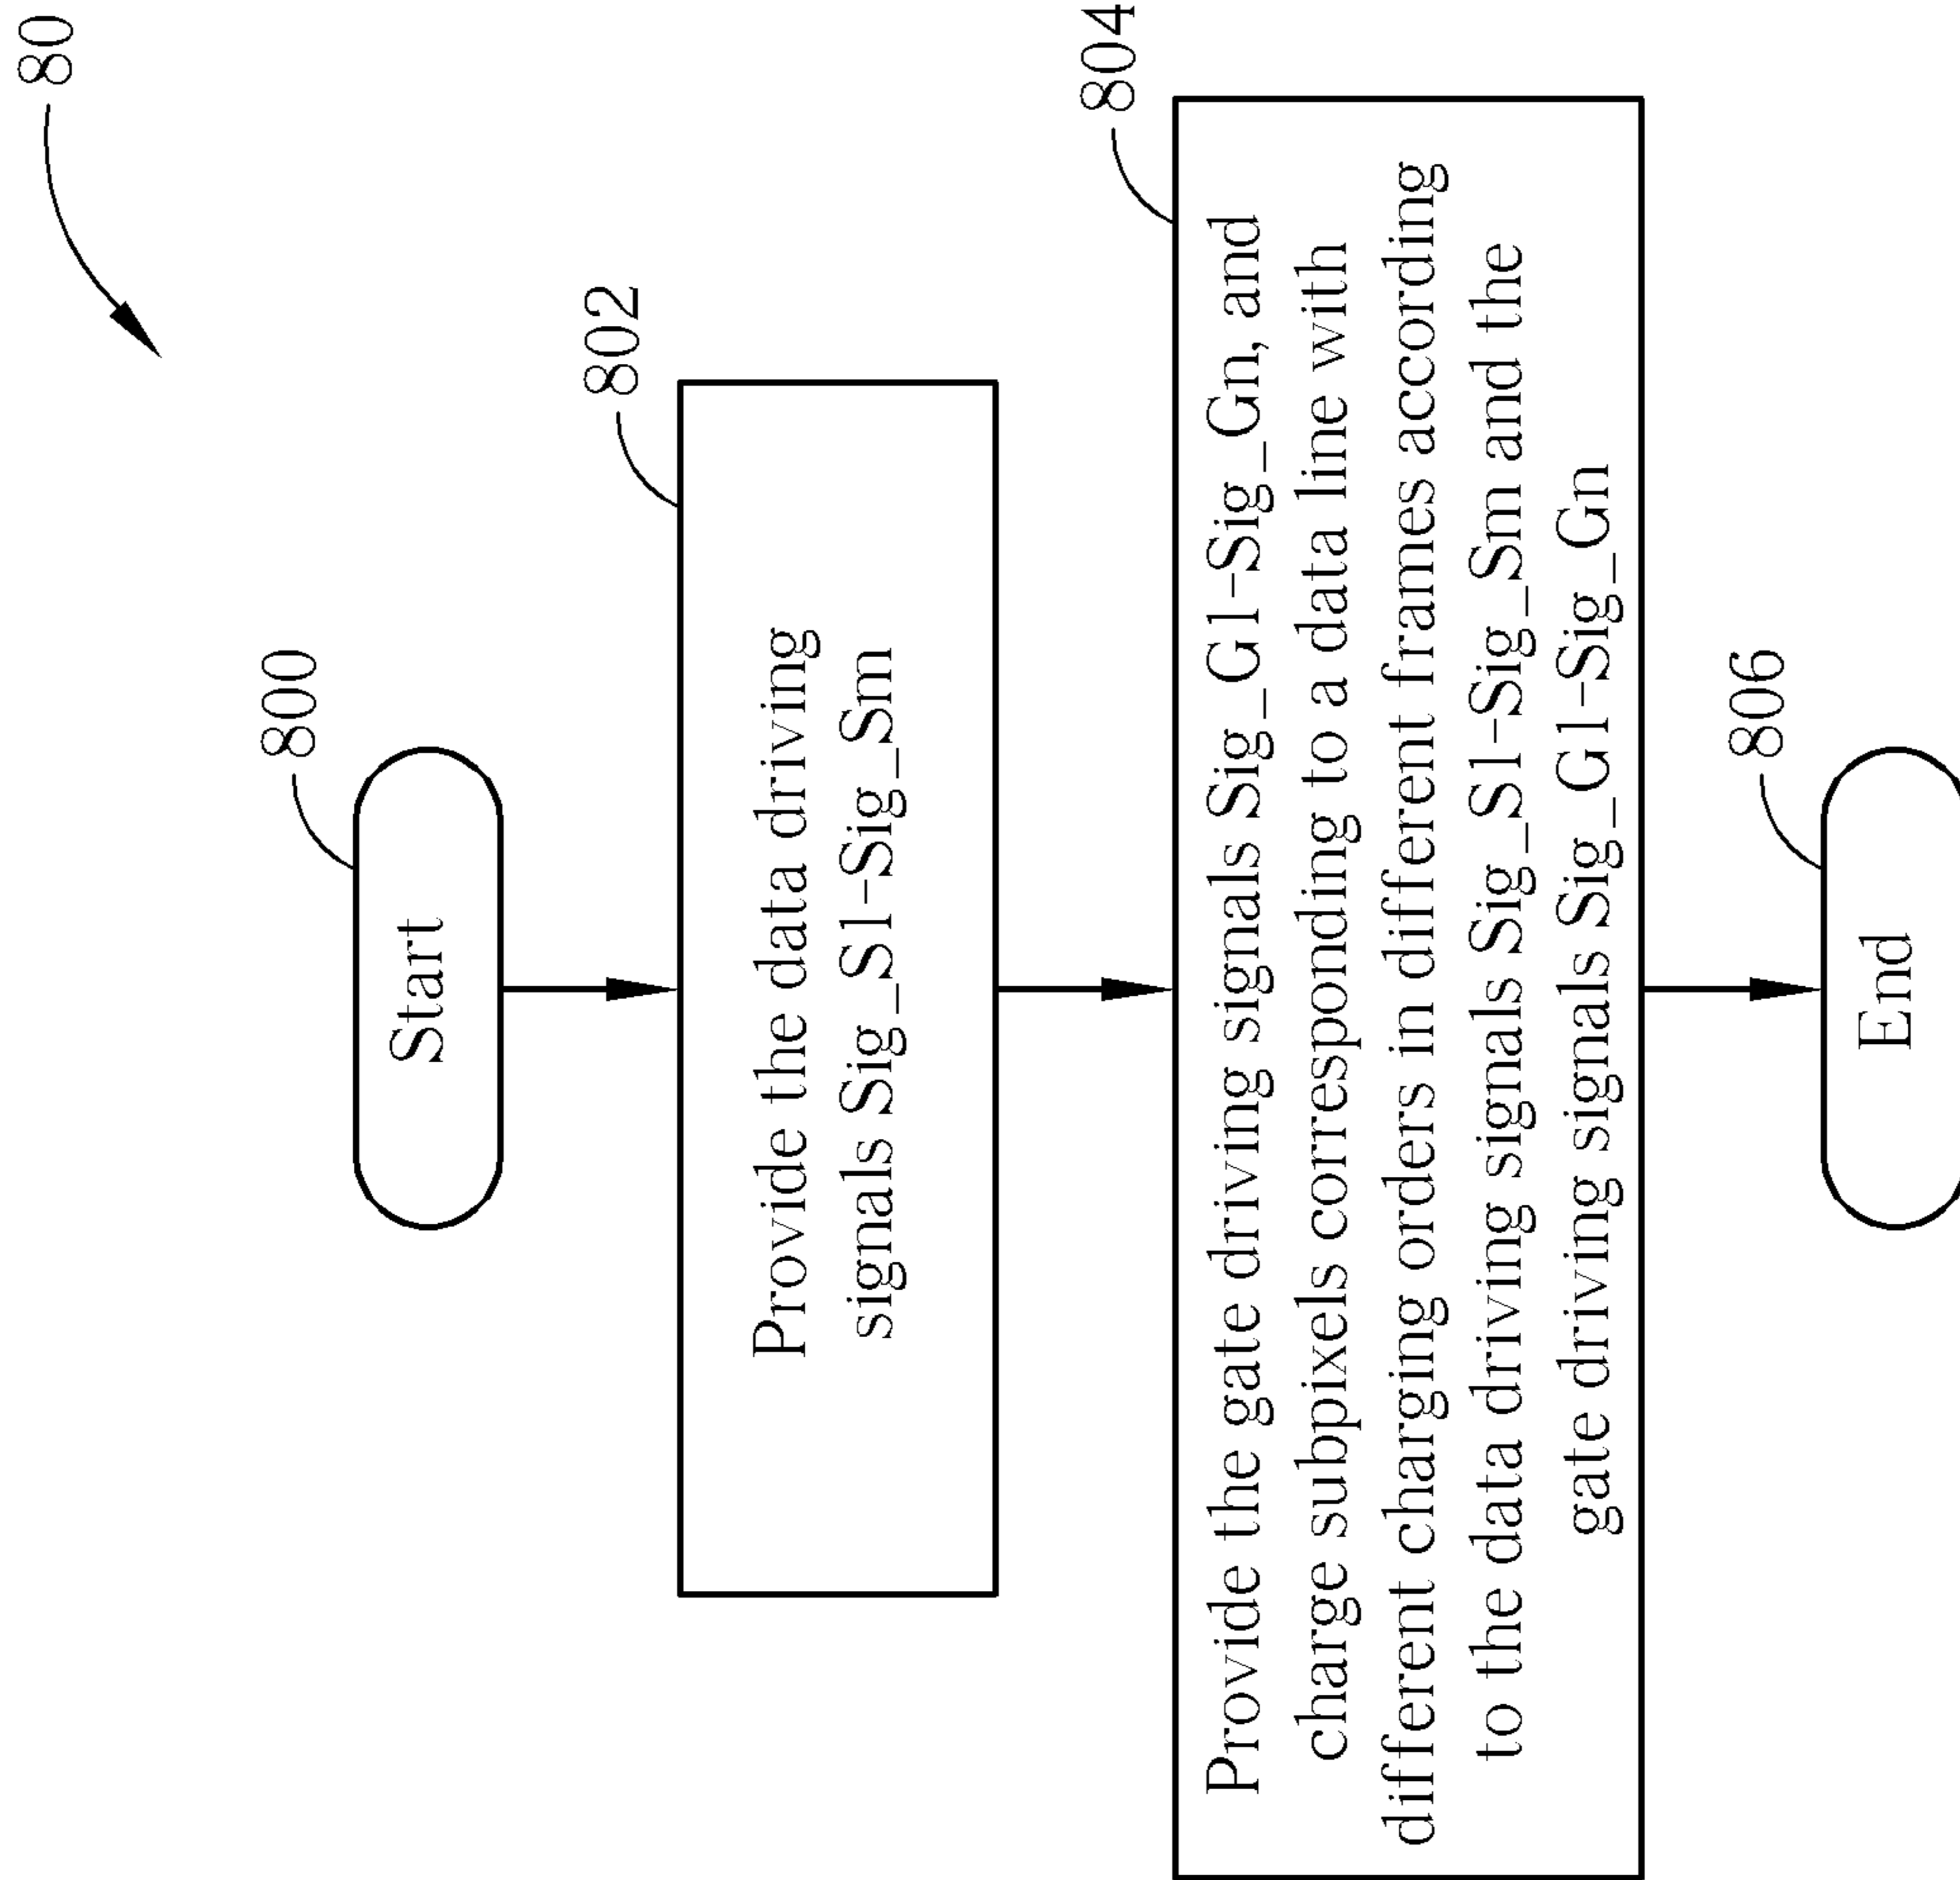 80
800
Start
802
Provide the data driving
signals Sig_S1-Sig_Sm
804
Provide the gate driving signals Sig_G1-Sig_Gn, and
charge subpixels corresponding to a data line with
different charging orders in different frames according
to the data driving signals Sig_S1-Sig_Sm and the
gate driving signals Sig_G1-Sig_Gn
806
End